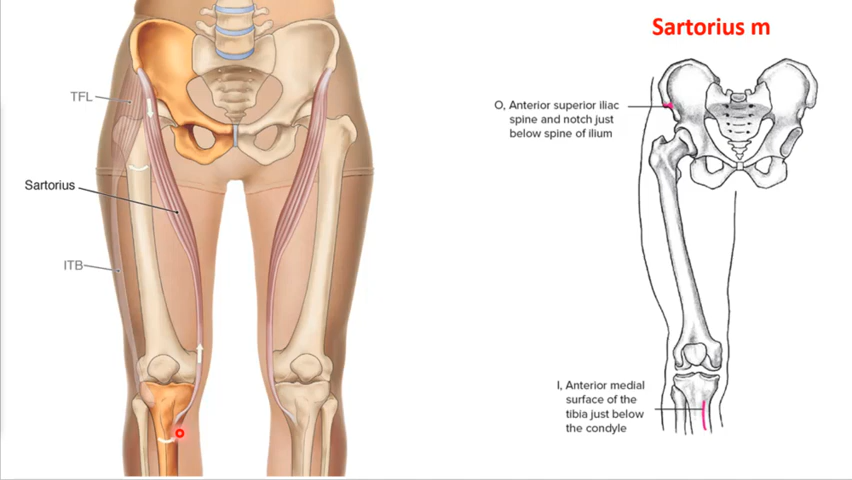 Sartorius m
TFL
Sartorius
ITB
O, Anterior superior iliac
spine and notch just
below spine of ilium
I, Anterior medial
surface of the
tibia just below
the condyle